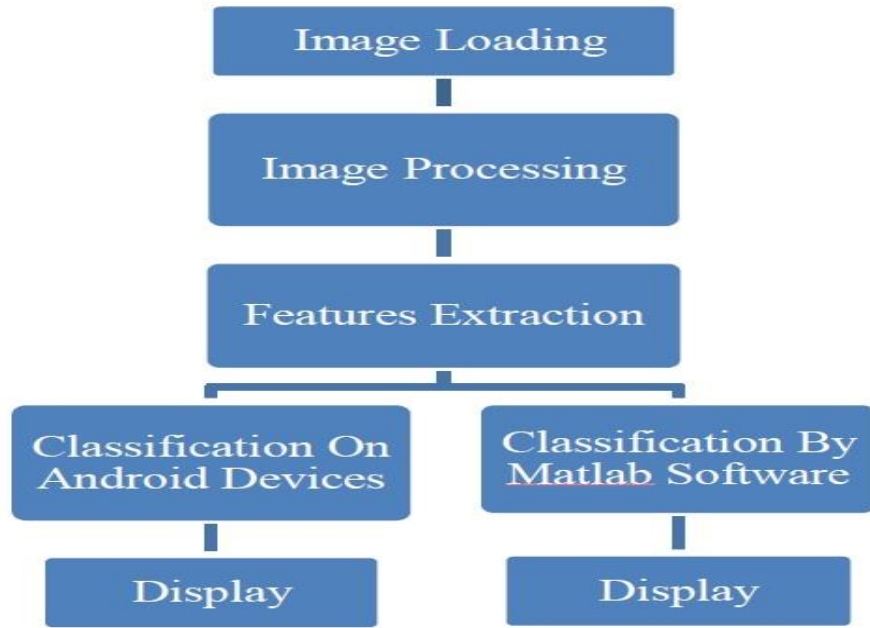 Image Loading
Image Processing
Features Extraction
Classification On
Android Devices
Classification By
Matlab Software
Display
Display